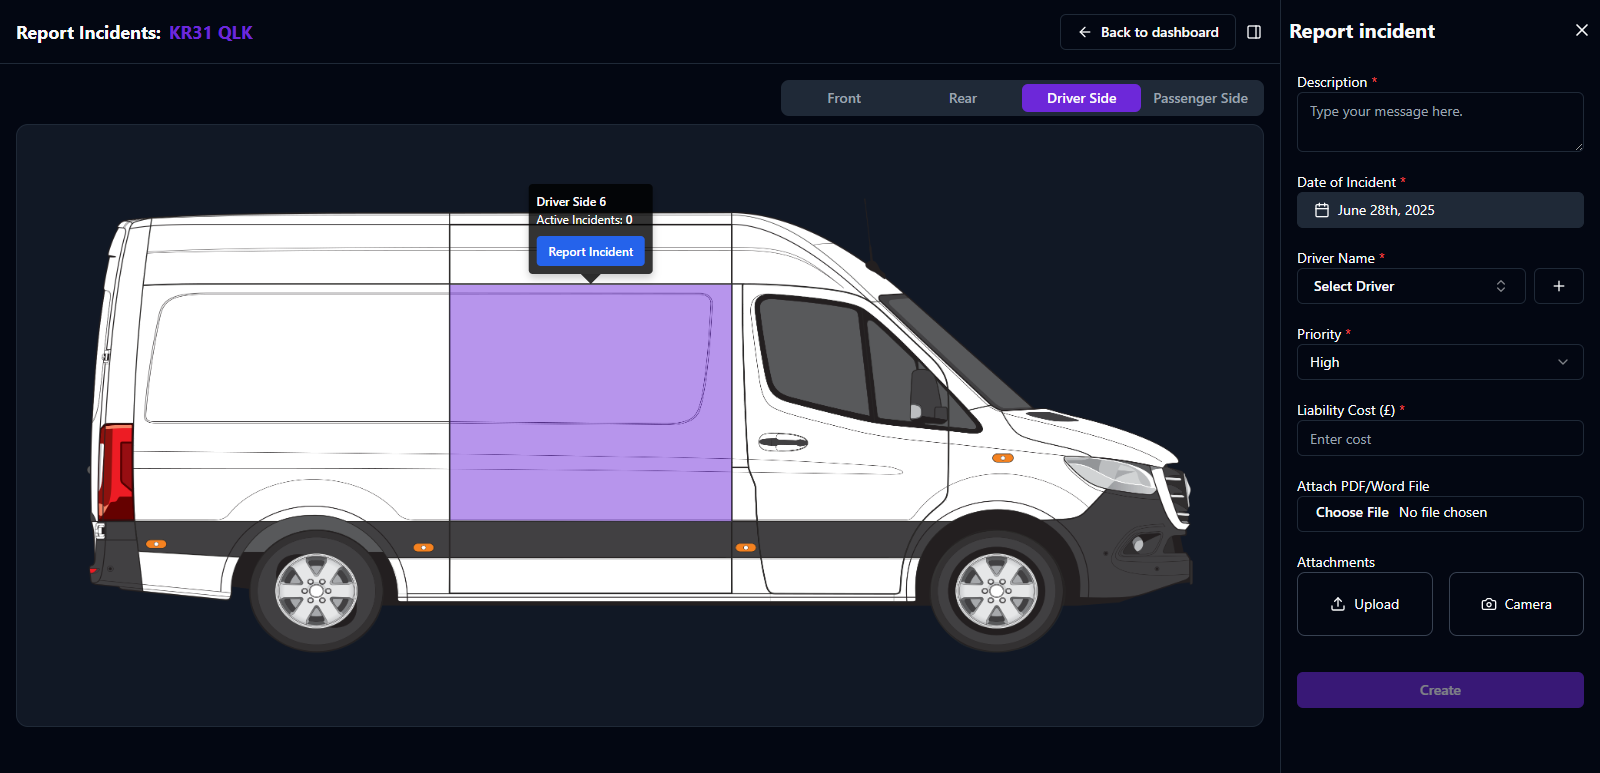 Report Incidents: KR31 QLK
Back to dashboard
Front
Rear
Driver Side
Passenger Side
Driver Side 6
Active Incidents: 0
Report Incident
Report incident
Description *
Type your message here.
Date of Incident *
June 28th, 2025
Driver Name *
Select Driver
Priority *
High
Liability Cost (£) *
Enter cost
Attach PDF/Word File
Choose File No file chosen
Attachments
Upload
Camera
Create